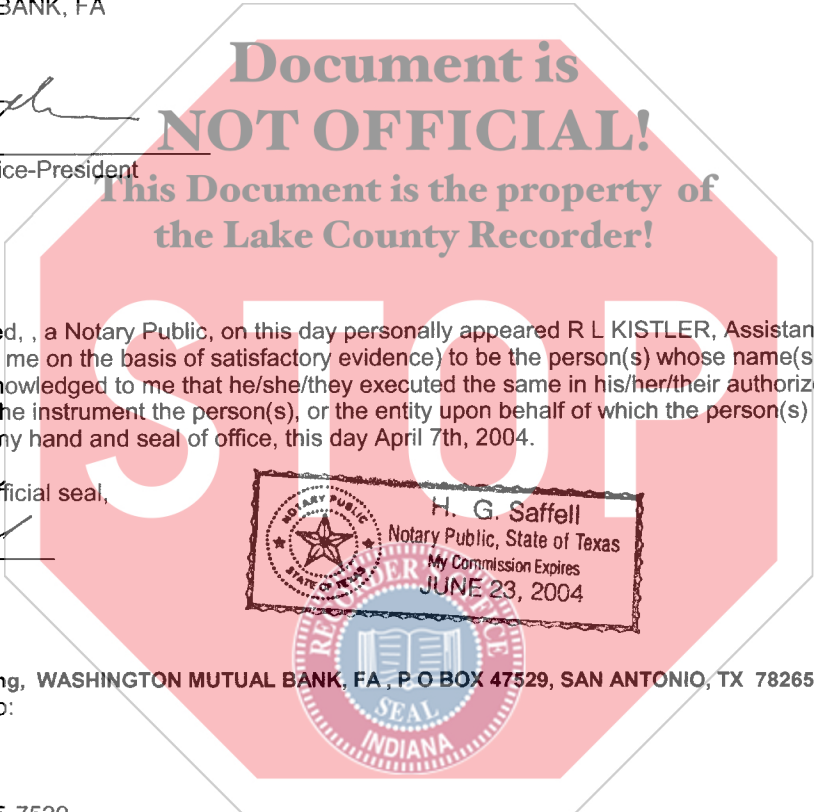 BANK, FA
Document is
NOT OFFICIAL!
ice-President
This Document is the property of
the Lake County Recorder!
STOP
ed, , a Notary Public, on this day personally appeared R L KISTLER, Assistan
me on the basis of satisfactory evidence) to be the person(s) whose name(s
nowledged to me that he/she/they executed the same in his/her/their authoriz
he instrument the person(s), or the entity upon behalf of which the person(s)
ny hand and seal of office, this day April 7th, 2004.
ficial seal,
NOTARY PUBLIC
STATE OF TEXAS
H. G. Saffell
Notary Public, State of Texas
My Commission Expires
JUNE 23, 2004
RECORDER'S OFFICE
SEAL
INDIANA
ng, WASHINGTON MUTUAL BANK, FA , P O BOX 47529, SAN ANTONIO, TX 78265
o: